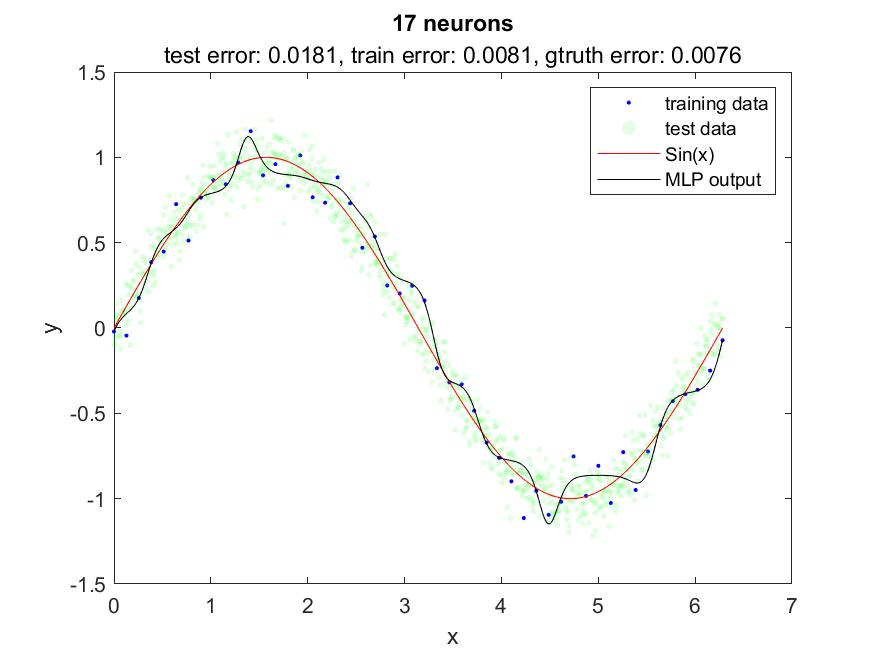 17 neurons
test error: 0.0181, train error: 0.0081, gtruth error: 0.0076
1.5
1
0.5
0
-0.5
-1
-1.5
y
training data
test data
Sin(x)
MLP output
0 1 2 3 4 5 6 7
x